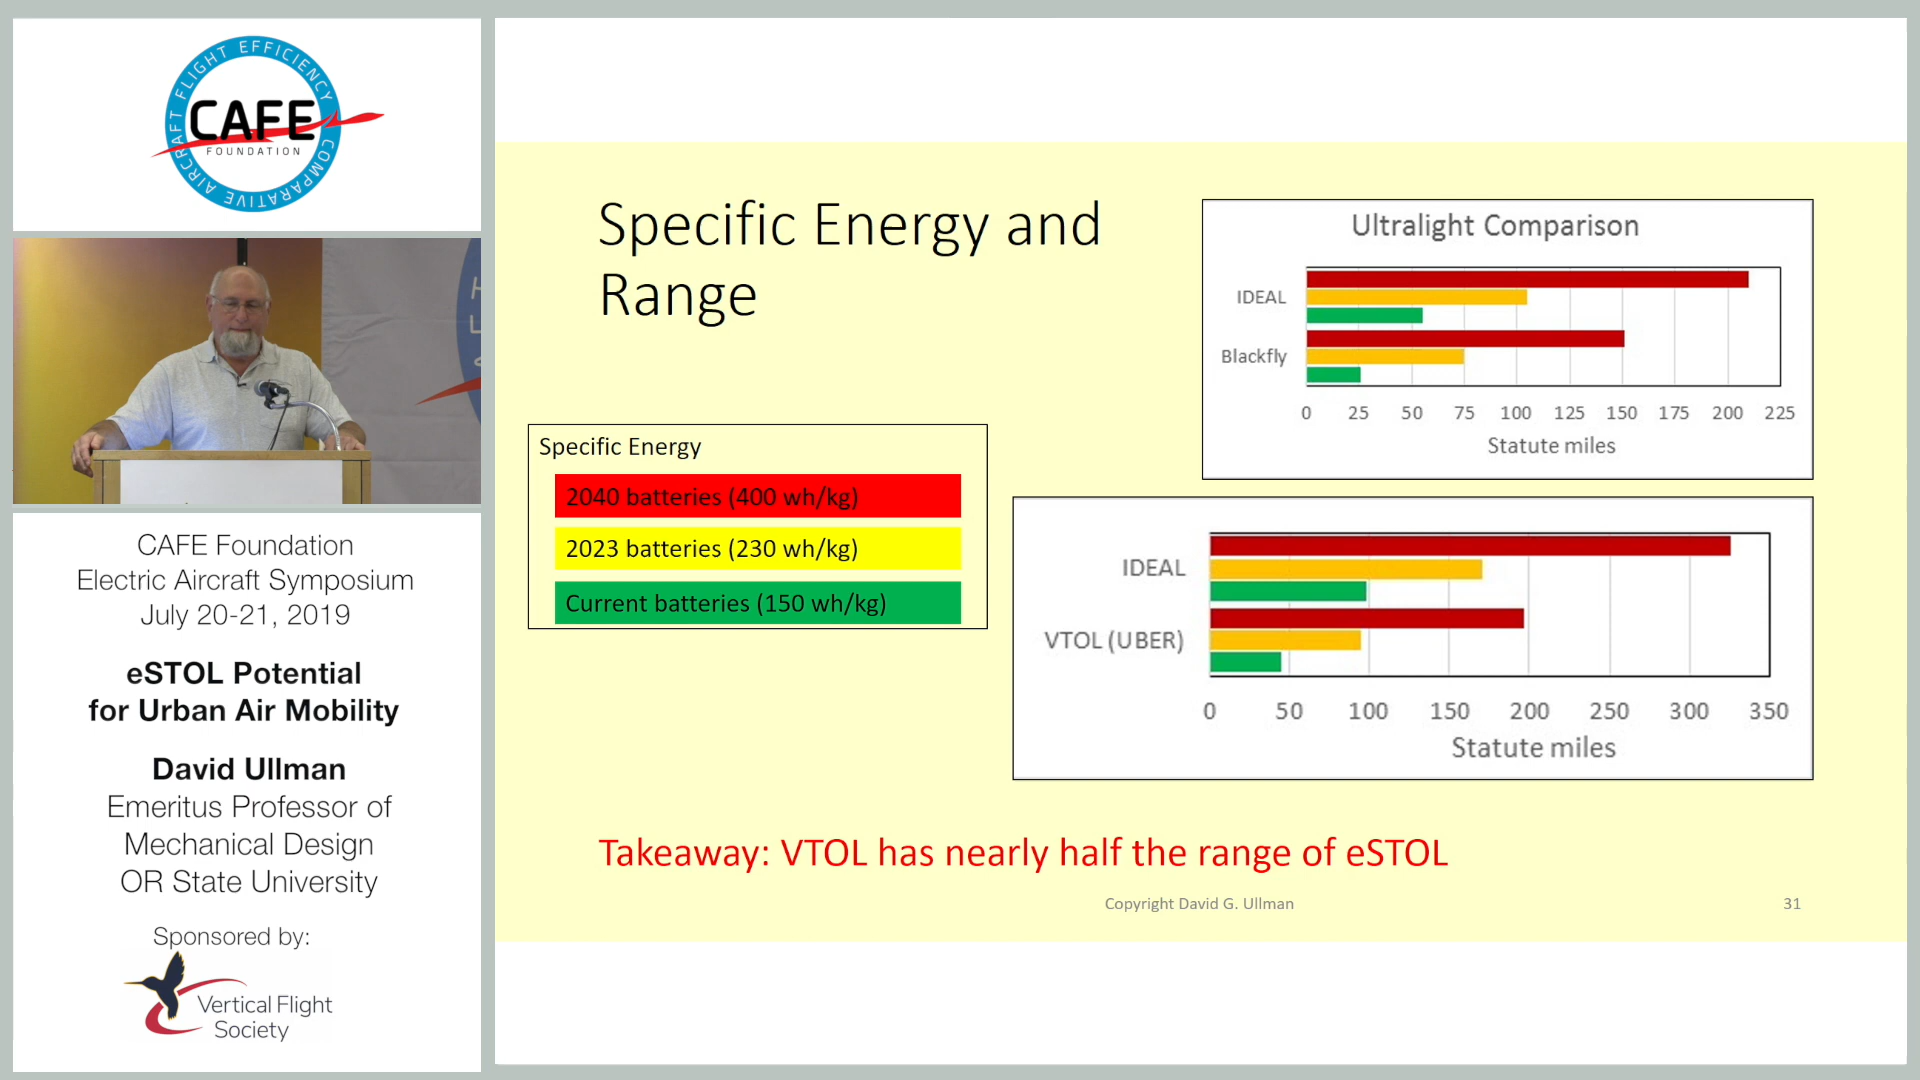 COMPARATIVE AIRCRAFT FLIGHT EFFICIENCY
CAFE
FOUNDATION
CAFE Foundation
Electric Aircraft Symposium
July 20-21, 2019
eSTOL Potential
for Urban Air Mobility
David Ullman
Emeritus Professor of
Mechanical Design
OR State University
Sponsored by:
Vertical Flight
Society
Specific Energy and
Range
Specific Energy
2040 batteries (400 wh/kg)
2023 batteries (230 wh/kg)
Current batteries (150 wh/kg)
Ultralight Comparison
IDEAL
Blackfly
0 25 50 75 100 125 150 175 200 225
Statute miles
IDEAL
VTOL (UBER)
0 50 100 150 200 250 300 350
Statute miles
Takeaway: VTOL has nearly half the range of eSTOL
Copyright David G. Ullman
31